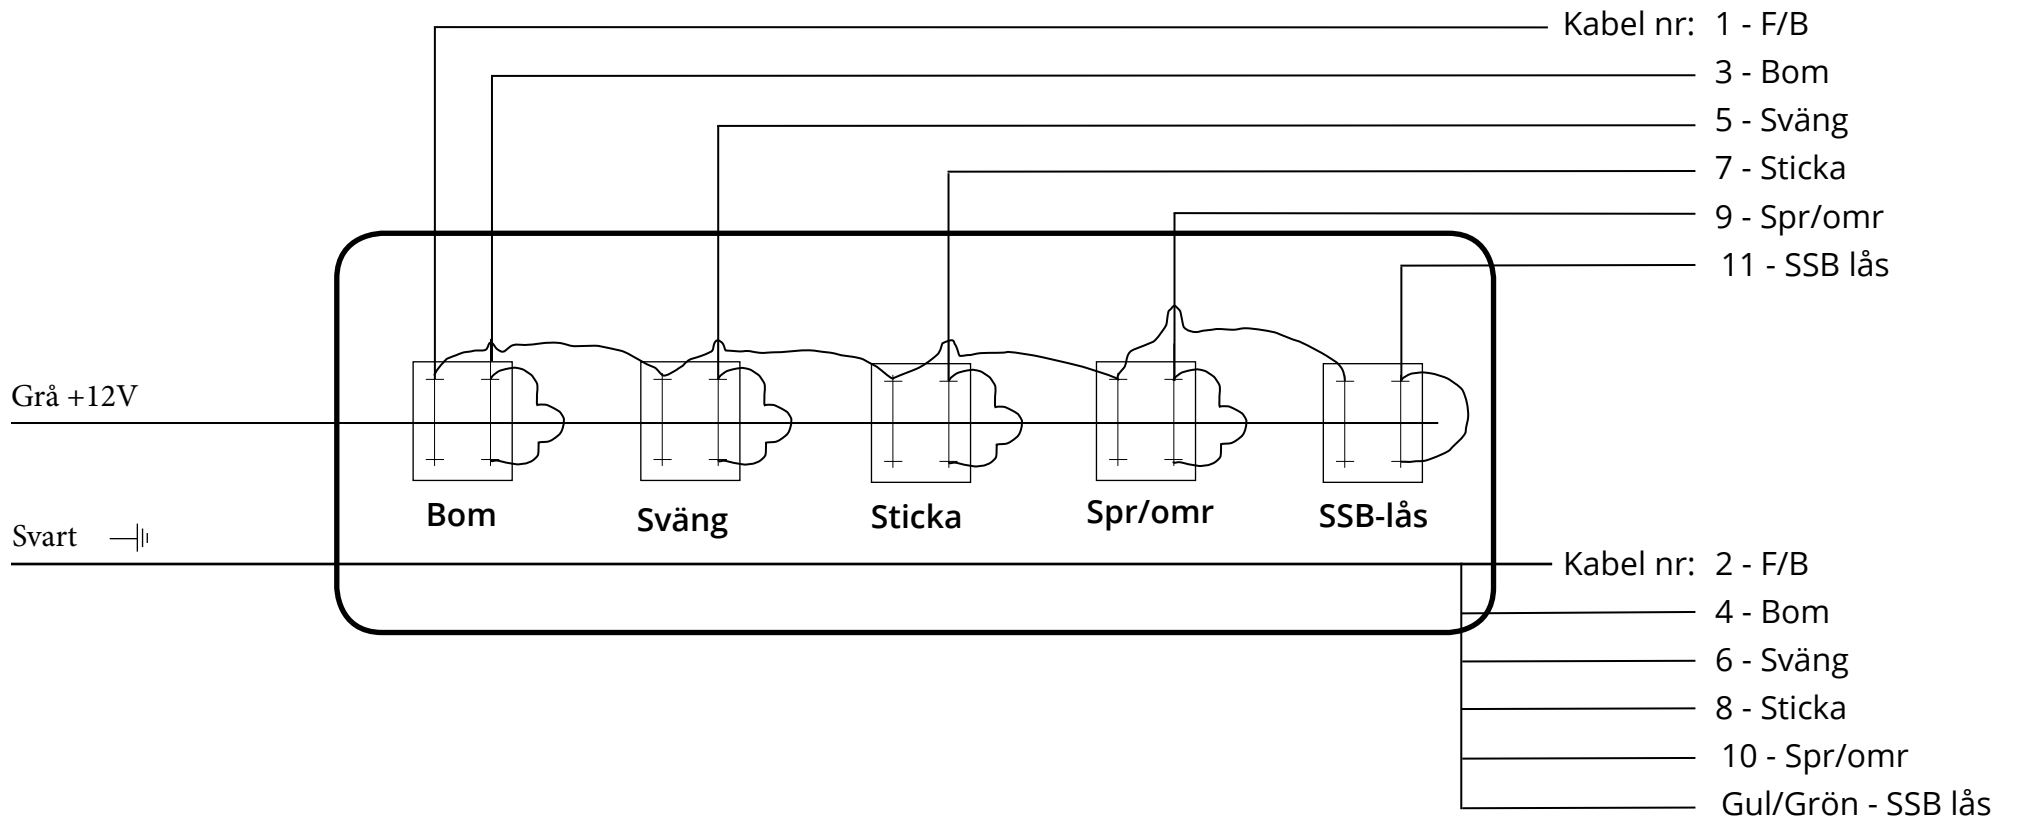 Kabel nr: 1 - F/B
3 - Bom
5 - Sväng
7 - Sticka
9 - Spr/omr
11 - SSB lås
Grå +12V
Bom
Sväng
Sticka
Spr/omr
SSB-lås
Svart
Kabel nr: 2 - F/B
4 - Bom
6 - Sväng
8 - Sticka
10 - Spr/omr
Gul/Grön - SSB lås